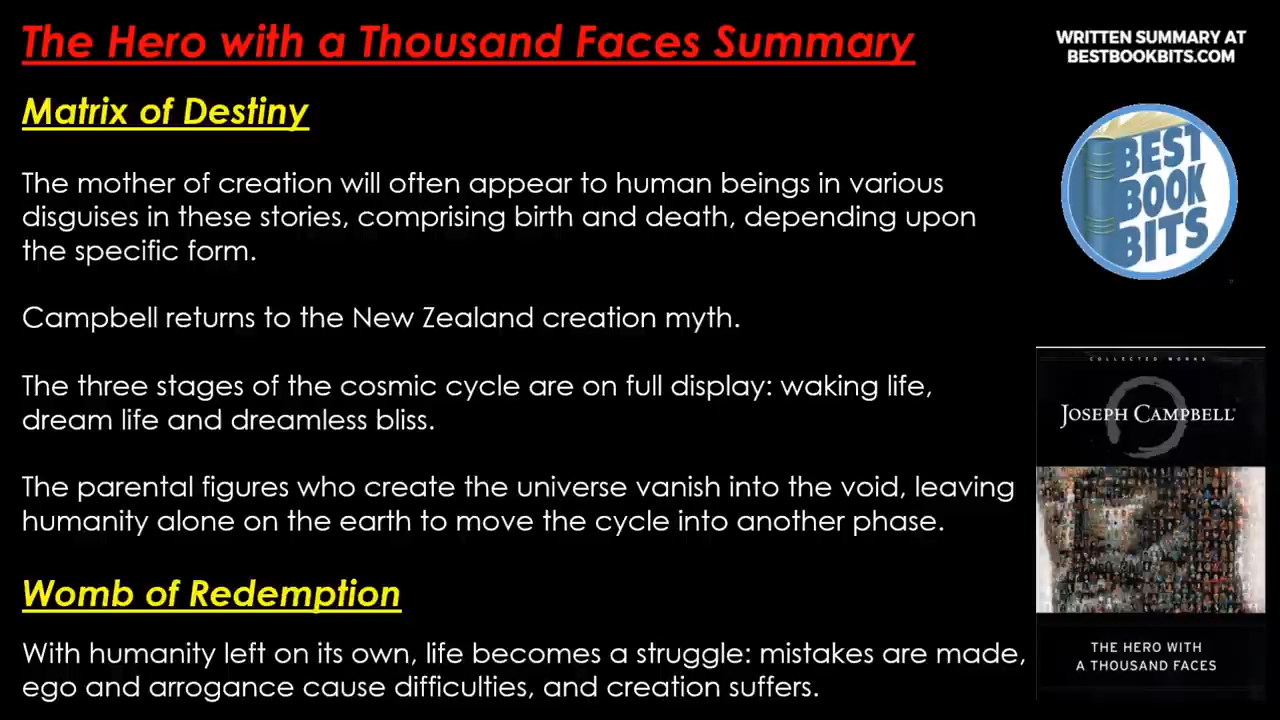 The Hero with a Thousand Faces Summary
WRITTEN SUMMARY AT
BESTBOOKBITS.COM
Matrix of Destiny
BEST
BOOK
BITS
The mother of creation will often appear to human beings in various
disguises in these stories, comprising birth and death, depending upon
the specific form.
Campbell returns to the New Zealand creation myth.
The three stages of the cosmic cycle are on full display: waking life,
dream life and dreamless bliss.
The parental figures who create the universe vanish into the void, leaving
humanity alone on the earth to move the cycle into another phase.
Womb of Redemption
With humanity left on its own, life becomes a struggle: mistakes are made,
ego and arrogance cause difficulties, and creation suffers.
COLLECTED WORKS
JOSEPH CAMPBELL
THE HERO WITH
A THOUSAND FACES